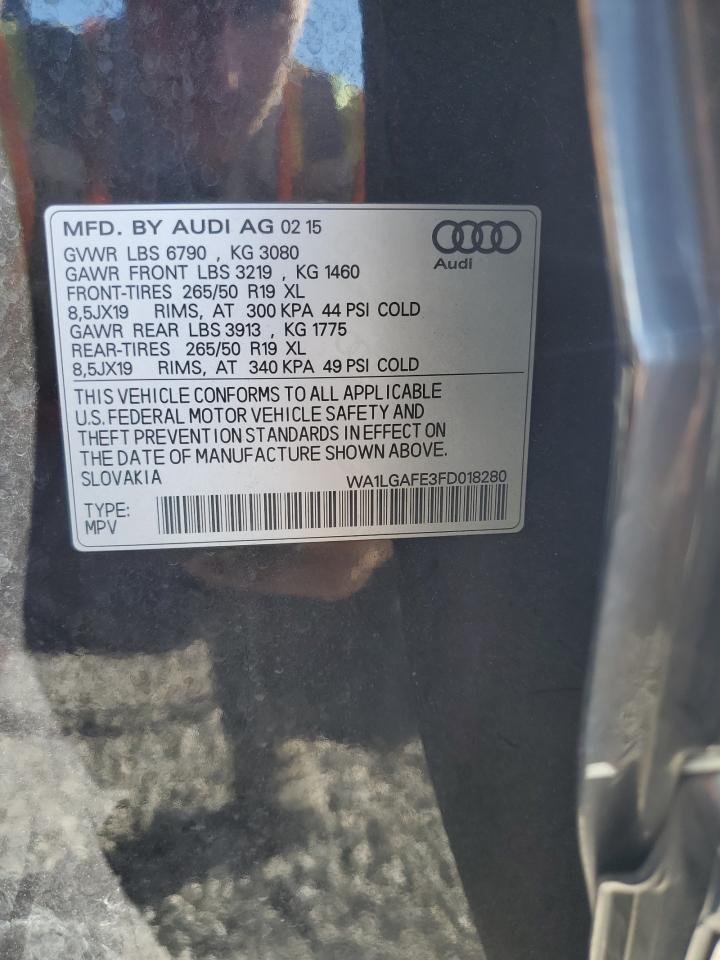 MFD. BY AUDI AG 02 15
Audi
GVWR LBS 6790 , KG 3080
GAWR FRONT LBS 3219 , KG 1460
FRONT-TIRES 265/50 R19 XL
8,5JX19 RIMS, AT 300 KPA 44 PSI COLD
GAWR REAR LBS 3913 , KG 1775
REAR-TIRES 265/50 R19 XL
8,5JX19 RIMS, AT 340 KPA 49 PSI COLD
THIS VEHICLE CONFORMS TO ALL APPLICABLE
U.S. FEDERAL MOTOR VEHICLE SAFETY AND
THEFT PREVENTION STANDARDS IN EFFECT ON
THE DATE OF MANUFACTURE SHOWN ABOVE.
SLOVAKIA WA1LGAFE3FD018280
TYPE:
MPV